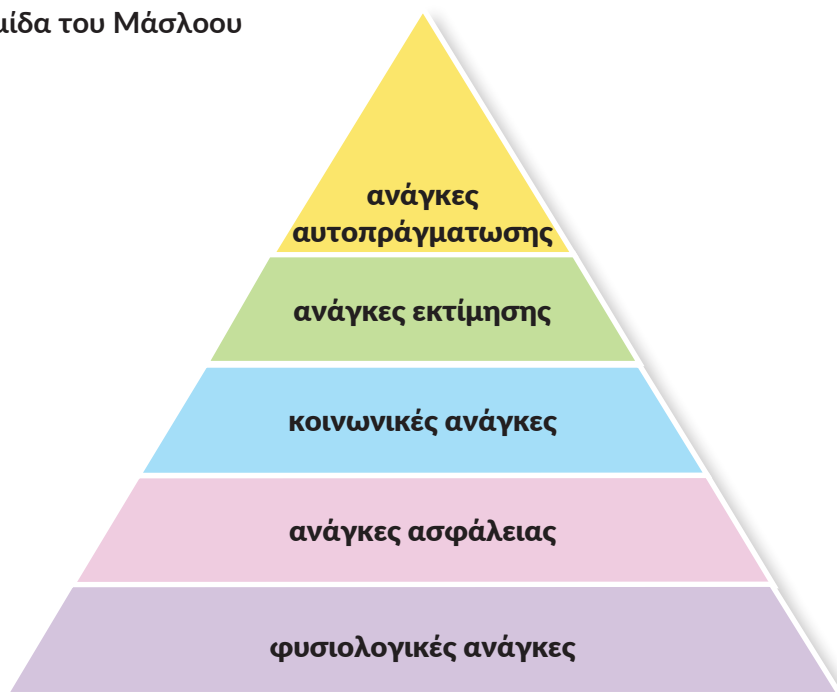 μίδα του Μάσλοου
ανάγκες
αυτοπράγματωσης
ανάγκες εκτίμησης
κοινωνικές ανάγκες
ανάγκες ασφάλειας
φυσιολογικές ανάγκες